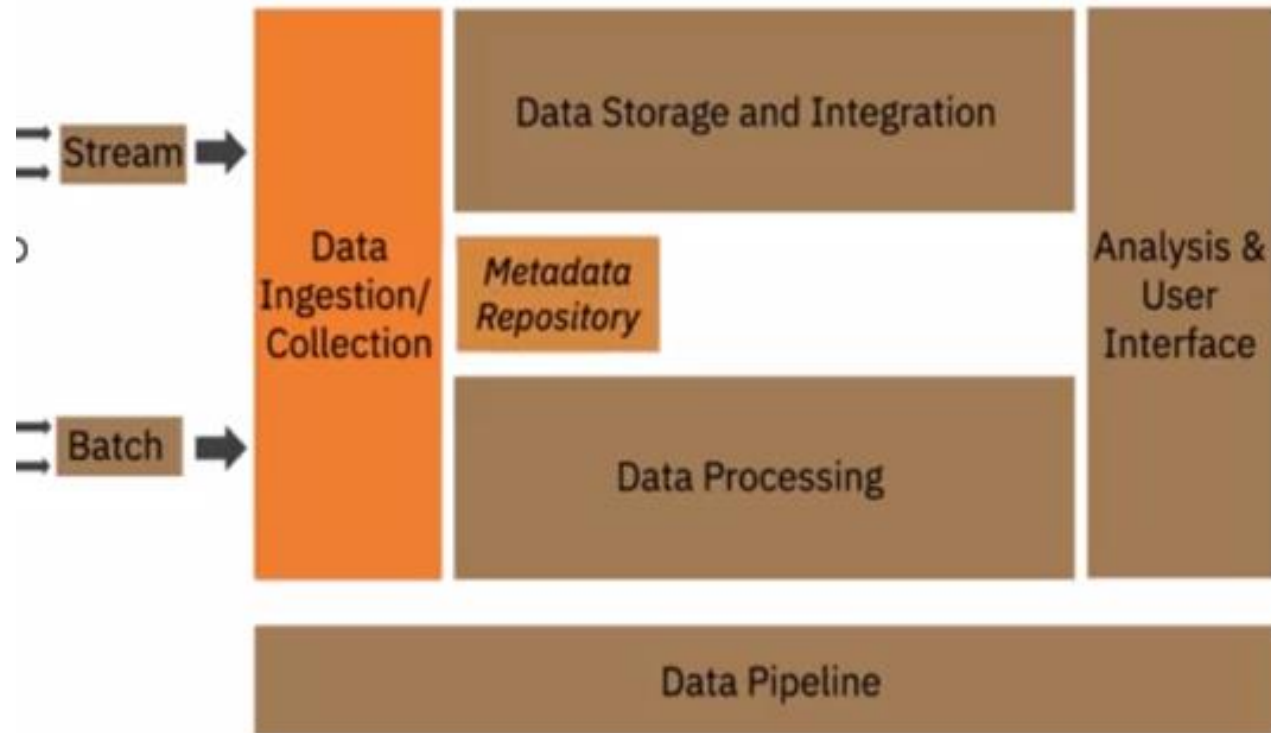 Data Storage and Integration
Stream
Data
Ingestion/
Collection
Metadata
Repository
Analysis &
User
Interface
Batch
Data Processing
Data Pipeline